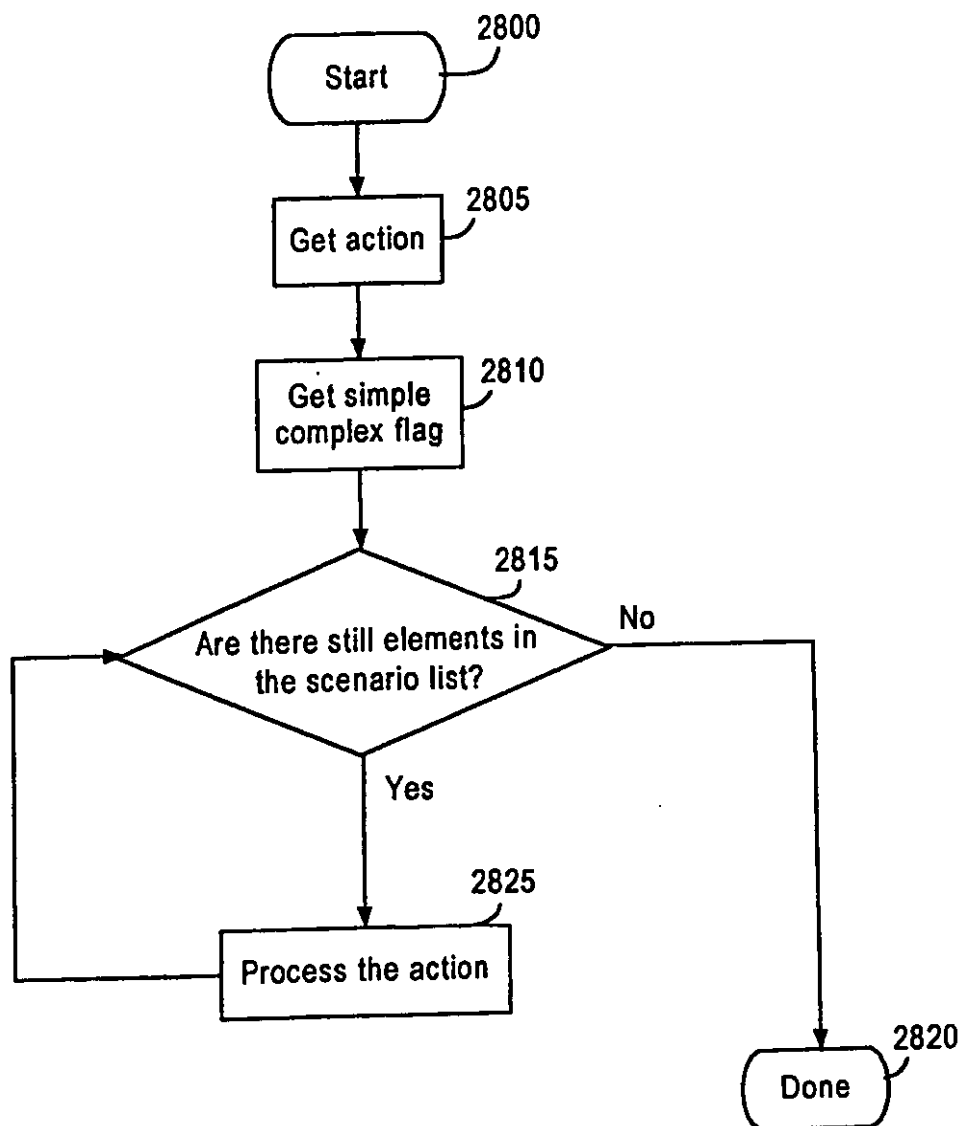 2800
Start
2805
Get action
2810
Get simple
complex flag
2815
Are there still elements in
the scenario list?
No
Yes
2825
Process the action
2820
Done